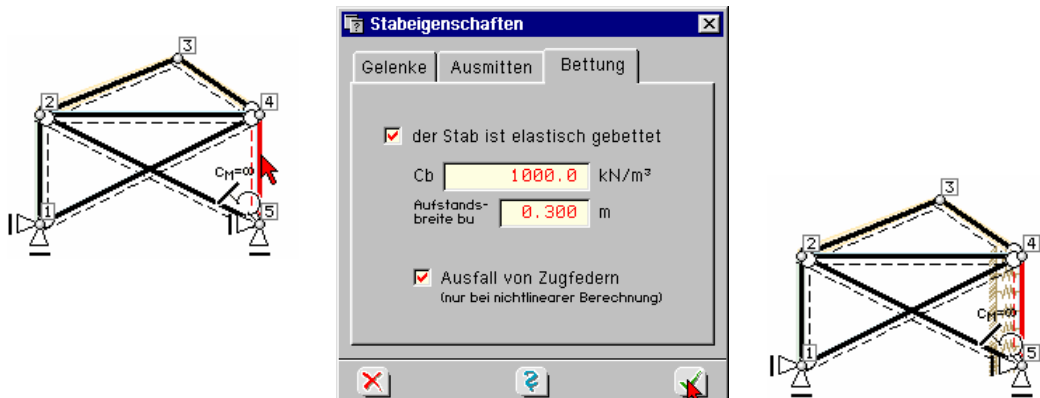 3
2
4
C_M=∞
1
5
Stabeigenschaften
Gelenke Ausmitten Bettung
der Stab ist elastisch gebettet
Cb 1000.0 kN/m³
Aufstands-
breite bu 0.300 m
Ausfall von Zugfedern
(nur bei nichtlinearer Berechnung)
3
2
4
C_M=∞
1
5